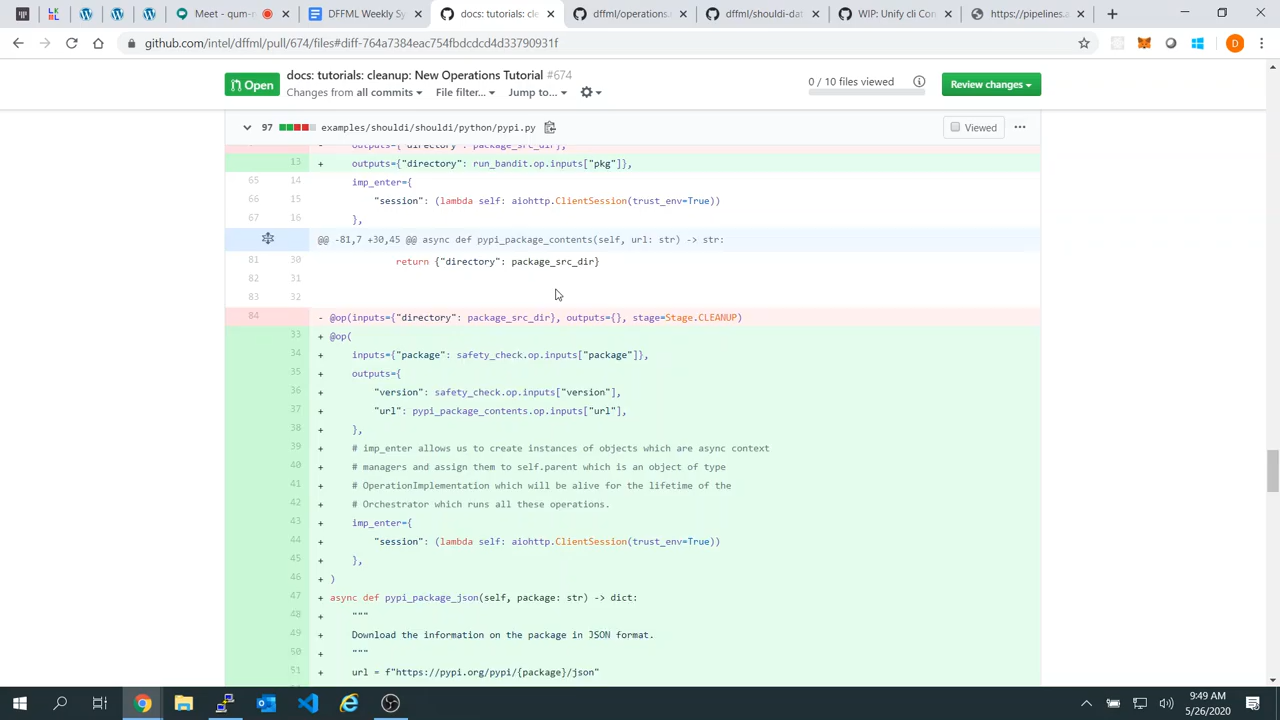 Meet - qum-n
DFFML Weekly Sy
docs: tutorials: cle
dffml/operations.
dffml/shouldi-dat
WIP: Unify cli Con
https://pipelines.a
github.com/intel/dffml/pull/674/files#diff-764a7384eac754fbdcdcd4d33790931f
D
Open
docs: tutorials: cleanup: New Operations Tutorial #674
Changes from all commits
File filter...
Jump to...
0 / 10 files viewed
Review changes
97 examples/shouldi/shouldi/python/pypi.py
Viewed
- outputs={"directory": package_src_dir},
13 + outputs={"directory": run_bandit.op.inputs["pkg"]},
65 14 imp_enter={
66 15 "session": (lambda self: aiohttp.ClientSession(trust_env=True))
67 16 },
@@ -81,7 +30,45 @@ async def pypi_package_contents(self, url: str) -> str:
81 30 return {"directory": package_src_dir}
82 31
83 32
84 - @op(inputs={"directory": package_src_dir}, outputs={}, stage=Stage.CLEANUP)
33 + @op(
34 + inputs={"package": safety_check.op.inputs["package"]},
35 + outputs={
36 + "version": safety_check.op.inputs["version"],
37 + "url": pypi_package_contents.op.inputs["url"],
38 + },
39 + # imp_enter allows us to create instances of objects which are async context
40 + # managers and assign them to self.parent which is an object of type
41 + # OperationImplementation which will be alive for the lifetime of the
42 + # Orchestrator which runs all these operations.
43 + imp_enter={
44 + "session": (lambda self: aiohttp.ClientSession(trust_env=True))
45 + },
46 + )
47 + async def pypi_package_json(self, package: str) -> dict:
48 + """
49 + Download the information on the package in JSON format.
50 + """
51 + url = f"https://pypi.org/pypi/{package}/json"
9:49 AM
5/26/2020